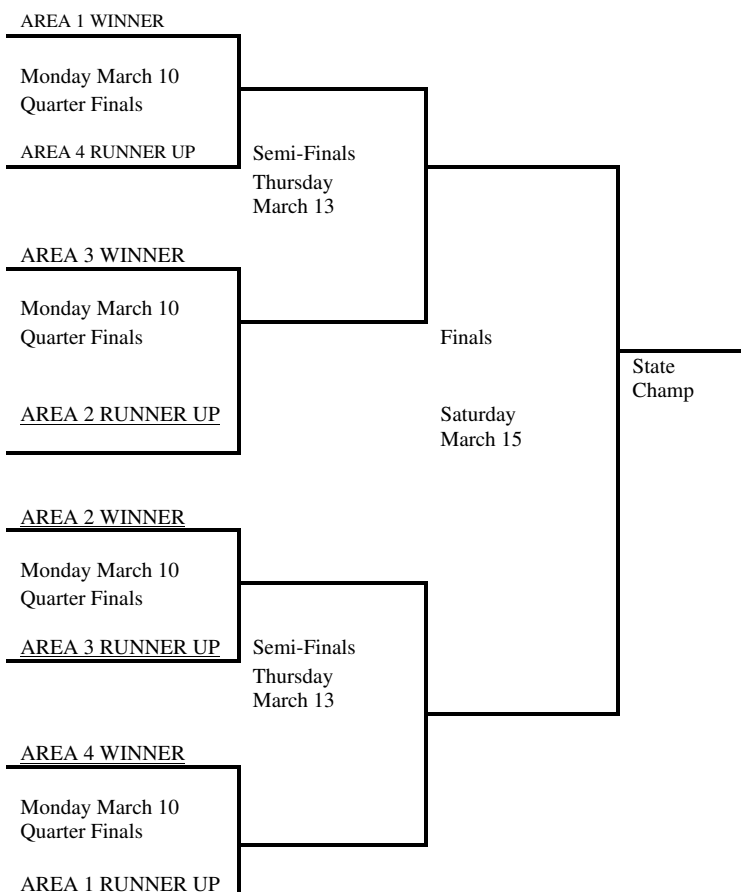 AREA 1 WINNER
Monday March 10
Quarter Finals
AREA 4 RUNNER UP
Semi-Finals
Thursday
March 13
AREA 3 WINNER
Monday March 10
Quarter Finals
Finals
State
Champ
AREA 2 RUNNER UP
Saturday
March 15
AREA 2 WINNER
Monday March 10
Quarter Finals
AREA 3 RUNNER UP
Semi-Finals
Thursday
March 13
AREA 4 WINNER
Monday March 10
Quarter Finals
AREA 1 RUNNER UP